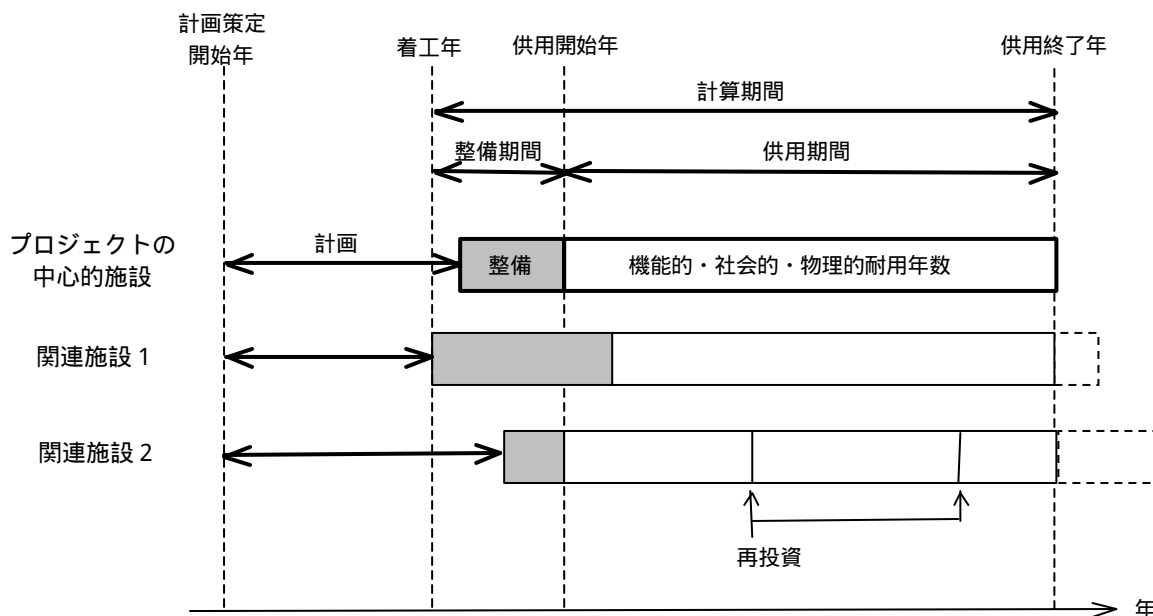 計画策定
開始年
着工年
供用開始年
供用終了年
計算期間
整備期間
供用期間
プロジェクトの
中心的施設
計画
整備
機能的・社会的・物理的耐用年数
関連施設 1
関連施設 2
再投資
年